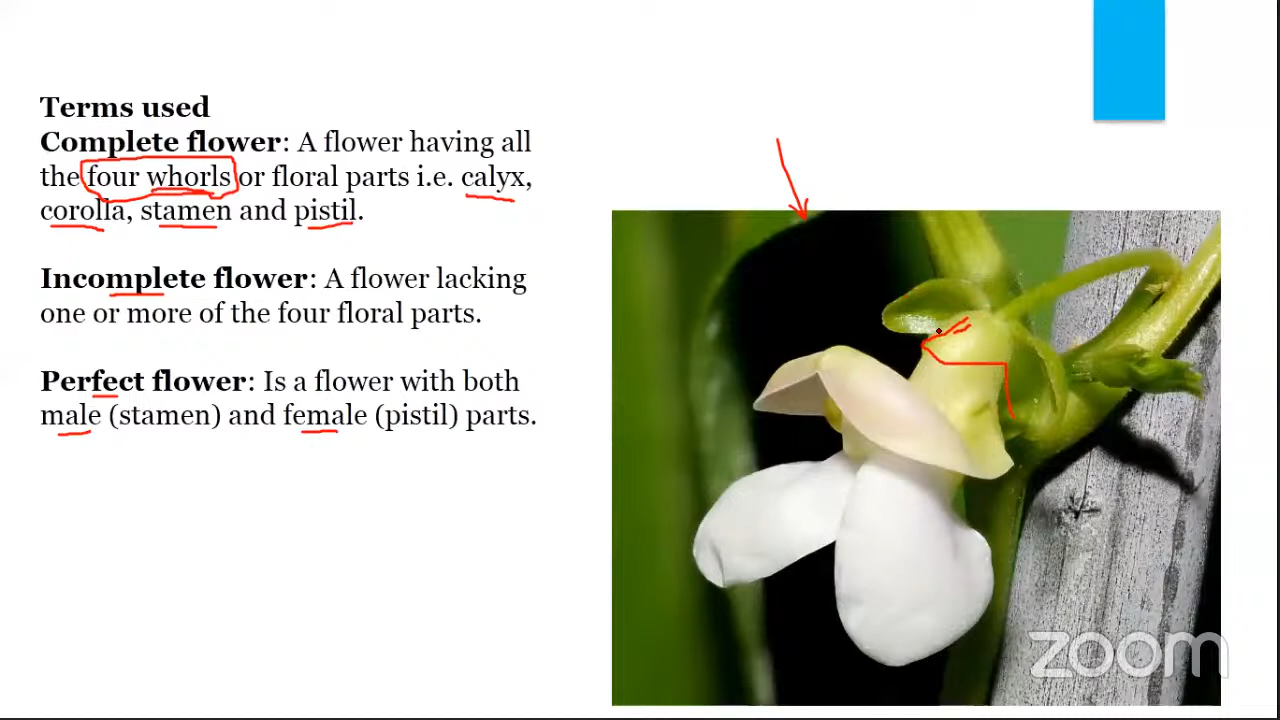 Terms used
Complete flower: A flower having all
the four whorls or floral parts i.e. calyx,
corolla, stamen and pistil.
Incomplete flower: A flower lacking
one or more of the four floral parts.
Perfect flower: Is a flower with both
male (stamen) and female (pistil) parts.
zoom